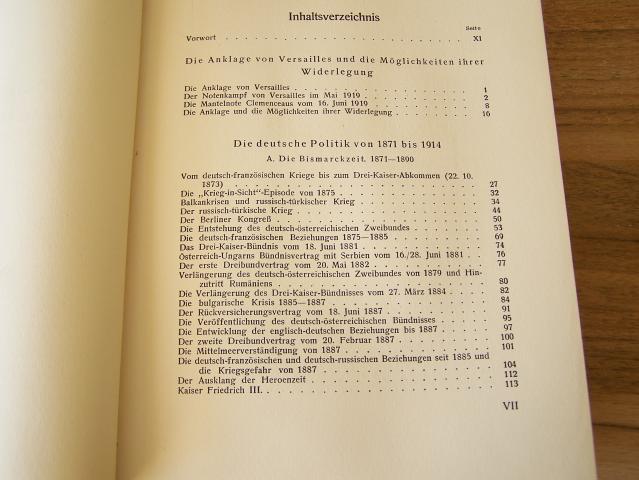 Inhaltsverzeichnis
Seite
Vorwort . . . . . . . . . . . . . . . . . . . . . . XI
Die Anklage von Versailles und die Möglichkeiten ihrer
Widerlegung
Die Anklage von Versailles . . . . . . . . . . . . . . . . 1
Der Notenkampf von Versailles im Mai 1919 . . . . . . . . . . 2
Die Mantelnote Clemenceaus vom 16. Juni 1919 . . . . . . . . . 8
Die Anklage und die Möglichkeiten ihrer Widerlegung . . . . . . . 16
Die deutsche Politik von 1871 bis 1914
A. Die Bismarckzeit. 1871—1890
Vom deutsch-französischen Kriege bis zum Drei-Kaiser-Abkommen (22. 10.
1873) . . . . . . . . . . . . . . . . . . . . . . 27
Die „Krieg-in-Sicht"-Episode von 1875 . . . . . . . . . . . . 32
Balkankrisen und russisch-türkischer Krieg . . . . . . . . . . 34
Der russisch-türkische Krieg . . . . . . . . . . . . . . . 44
Der Berliner Kongreß . . . . . . . . . . . . . . . . . . 50
Die Entstehung des deutsch-österreichischen Zweibundes . . . . . . 53
Die deutsch-französischen Beziehungen 1875—1885 . . . . . . . . 69
Das Drei-Kaiser-Bündnis vom 18. Juni 1881 . . . . . . . . . . 74
Österreich-Ungarns Bündnisvertrag mit Serbien vom 16./28. Juni 1881 . . 76
Der erste Dreibundvertrag vom 20. Mai 1882 . . . . . . . . . . 77
Verlängerung des deutsch-österreichischen Zweibundes von 1879 und Hin-
zutritt Rumäniens . . . . . . . . . . . . . . . . . . 80
Die Verlängerung des Drei-Kaiser-Bündnisses vom 27. März 1884 . . . . 82
Die bulgarische Krisis 1885—1887 . . . . . . . . . . . . . . 84
Der Rückversicherungsvertrag vom 18. Juni 1887 . . . . . . . . . 91
Die Veröffentlichung des deutsch-österreichischen Bündnisses . . . . . 95
Die Entwicklung der englisch-deutschen Beziehungen bis 1887 . . . . . 97
Der zweite Dreibundvertrag vom 20. Februar 1887 . . . . . . . . 100
Die Mittelmeerverständigung von 1887 . . . . . . . . . . . . 101
Die deutsch-französischen und deutsch-russischen Beziehungen seit 1885 und
die Kriegsgefahr von 1887 . . . . . . . . . . . . . . . 104
Der Ausklang der Heroenzeit . . . . . . . . . . . . . . . 112
Kaiser Friedrich III. . . . . . . . . . . . . . . . . . . 113
VII